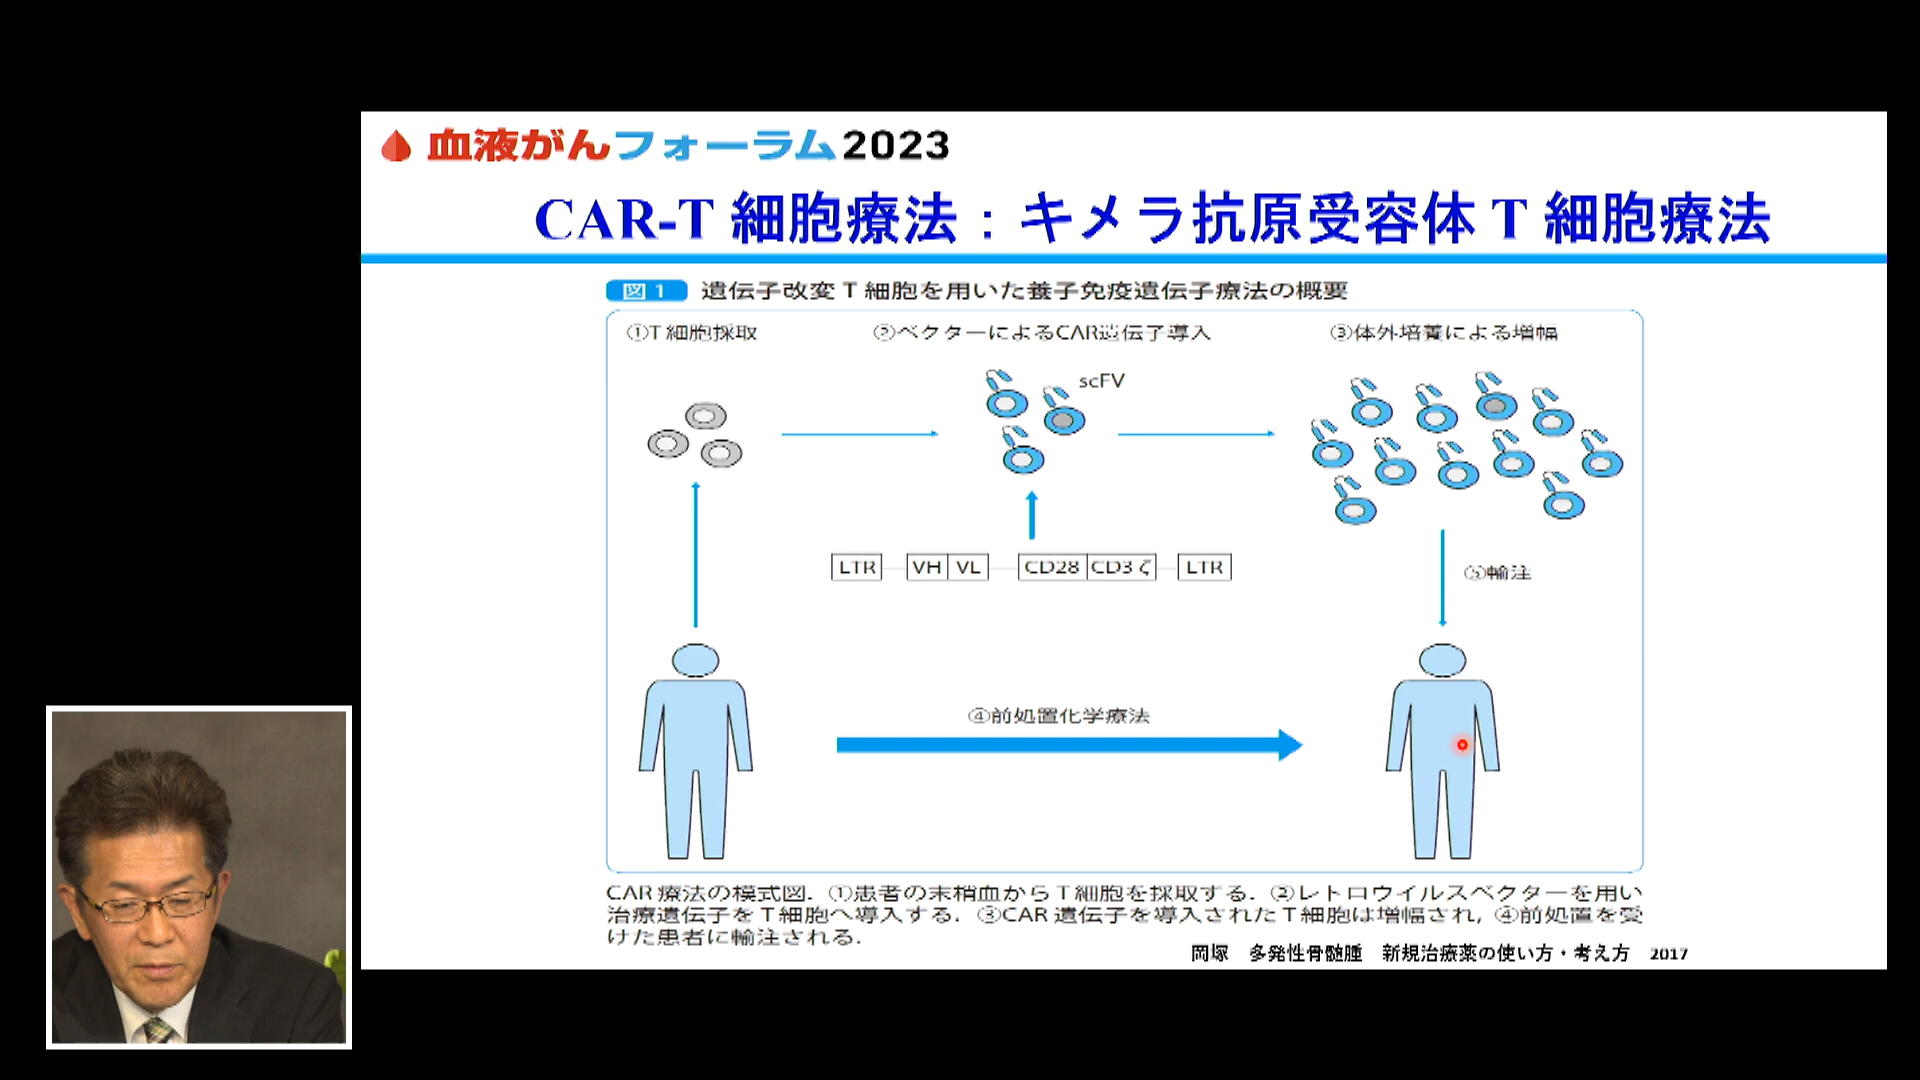 血液がんフォーラム2023
CAR-T 細胞療法：キメラ抗原受容体 T 細胞療法
図 1 遺伝子改変 T 細胞を用いた養子免疫遺伝子療法の概要
①T 細胞採取
②ベクターによるCAR遺伝子導入
③体外培養による増幅
scFV
LTR VH VL CD28 CD3 ζ LTR
⑤輸注
④前処置化学療法
CAR 療法の模式図．①患者の末梢血から T 細胞を採取する．②レトロウイルスベクターを用い
治療遺伝子を T 細胞へ導入する．③CAR 遺伝子を導入された T 細胞は増幅され, ④前処置を受
けた患者に輸注される．
岡塚　多発性骨髄腫　新規治療薬の使い方・考え方　2017